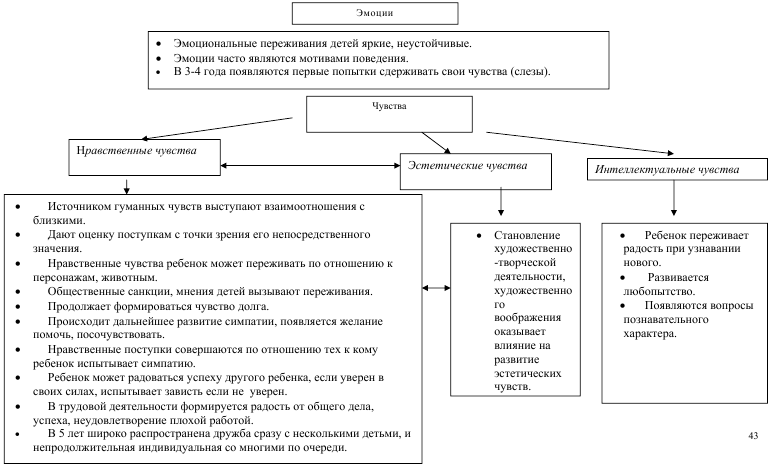 Эмоции
• Эмоциональные переживания детей яркие, неустойчивые.
• Эмоции часто являются мотивами поведения.
• В 3-4 года появляются первые попытки сдерживать свои чувства (слезы).
Чувства
Нравственные чувства
Эстетические чувства
Интеллектуальные чувства
• Источником гуманных чувств выступают взаимоотношения с
близкими.
• Дают оценку поступкам с точки зрения его непосредственного
значения.
• Нравственные чувства ребенок может переживать по отношению к
персонажам, животным.
• Общественные санкции, мнения детей вызывают переживания.
• Продолжает формироваться чувство долга.
• Происходит дальнейшее развитие симпатии, появляется желание
помочь, посочувствовать.
• Нравственные поступки совершаются по отношению тех к кому
ребенок испытывает симпатию.
• Ребенок может радоваться успеху другого ребенка, если уверен в
своих силах, испытывает зависть если не уверен.
• В трудовой деятельности формируется радость от общего дела,
успеха, неудовлетворение плохой работой.
• В 5 лет широко распространена дружба сразу с несколькими детьми, и
непродолжительная индивидуальная со многими по очереди.
• Становление
художественно
-творческой
деятельности,
художественно
го
воображения
оказывает
влияние на
развитие
эстетических
чувств.
• Ребенок переживает
радость при узнавании
нового.
• Развивается
любопытство.
• Появляются вопросы
познавательного
характера.
43